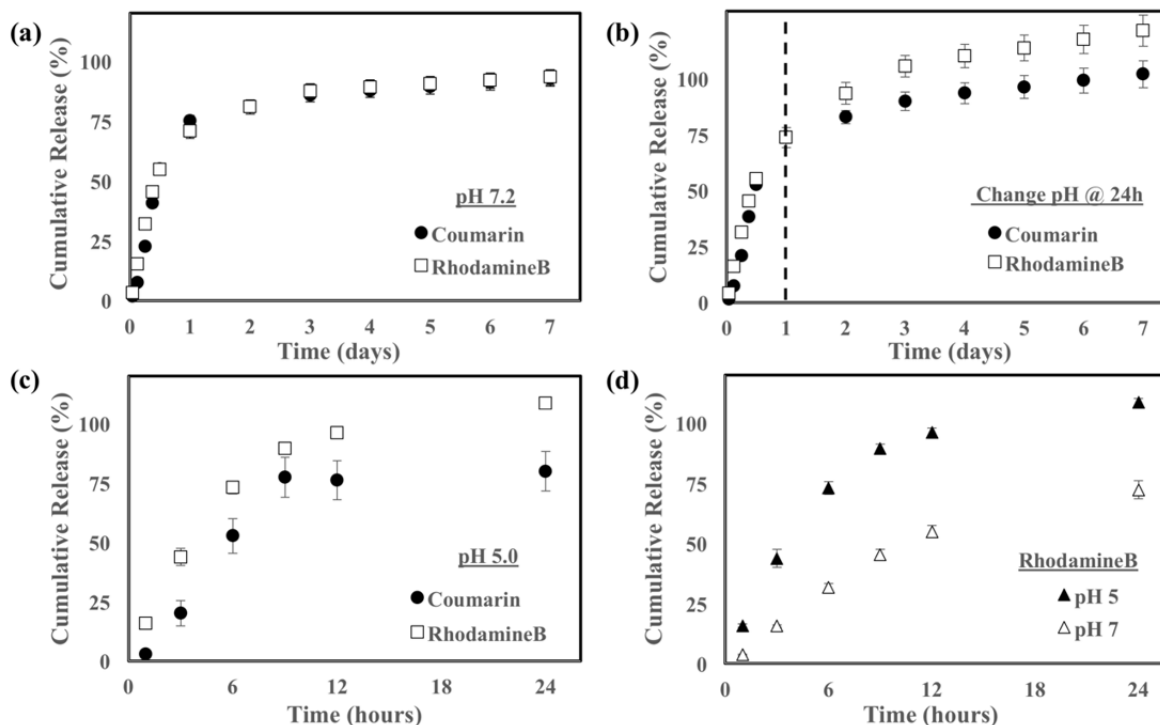 (a)
Cumulative Release (%)
100
75
50
25
0
0 1 2 3 4 5 6 7
Time (days)
pH 7.2
Coumarin
RhodamineB
(b)
Cumulative Release (%)
100
75
50
25
0
0 1 2 3 4 5 6 7
Time (days)
Change pH @ 24h
Coumarin
RhodamineB
(c)
Cumulative Release (%)
100
75
50
25
0
0 6 12 24
Time (hours)
pH 5.0
Coumarin
RhodamineB
(d)
Cumulative Release (%)
100
75
50
25
0
0 6 12 24
Time (hours)
RhodamineB
pH 5
pH 7